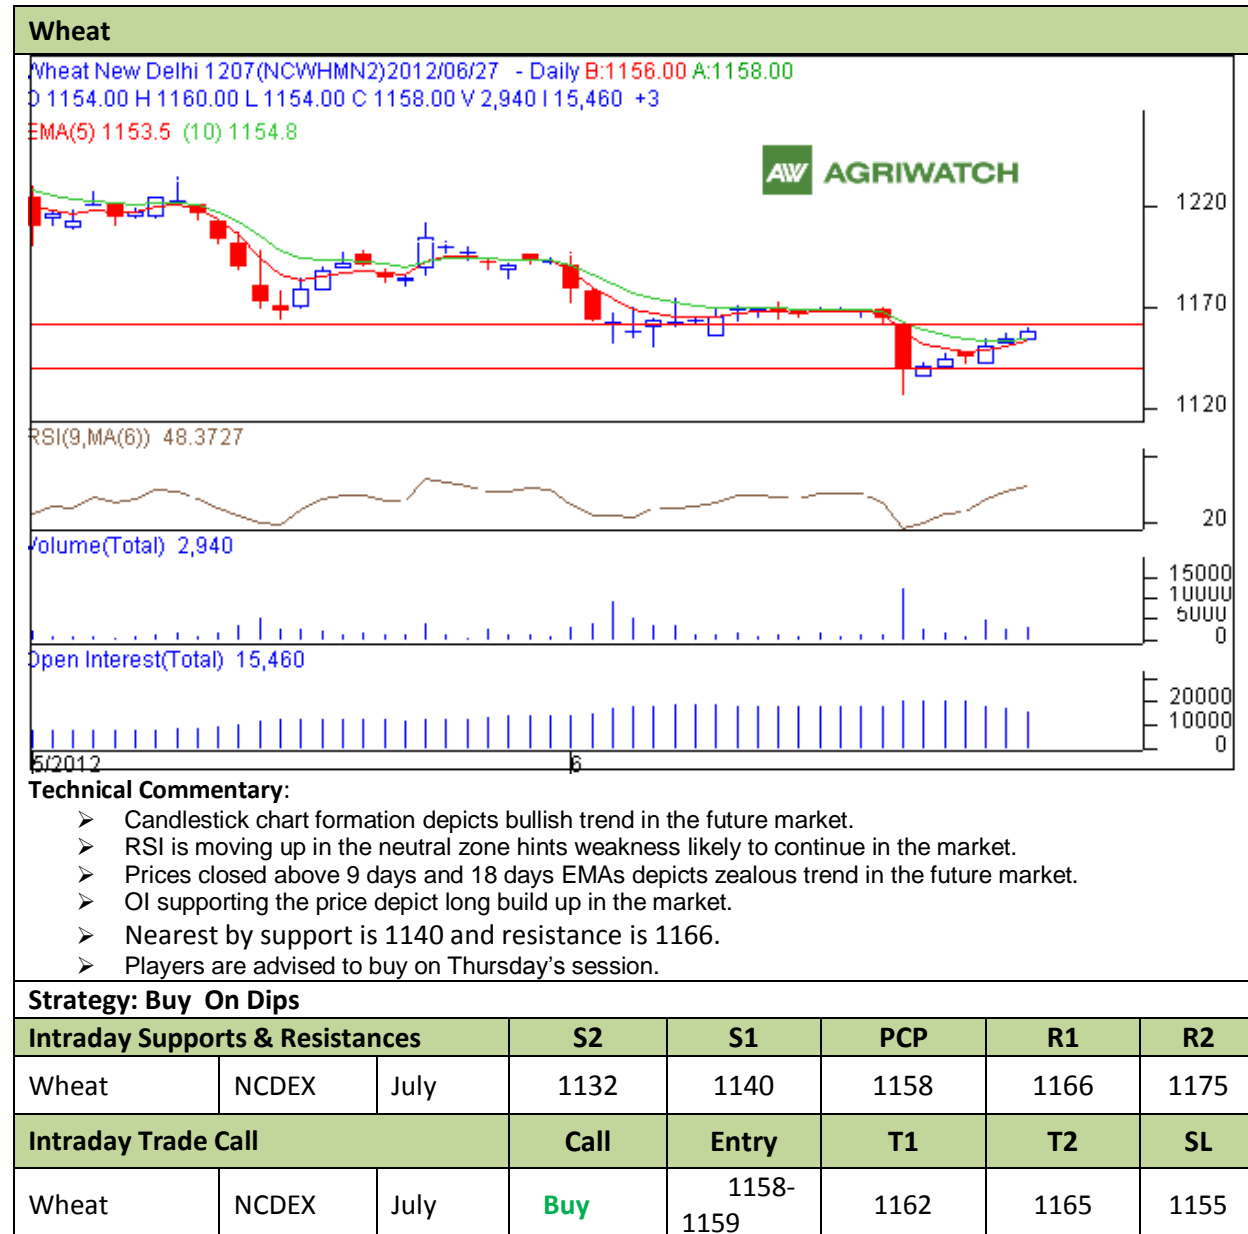 Wheat
Wheat New Delhi 1207(NCWHMN2)2012/06/27 - Daily B:1156.00 A:1158.00
O 1154.00 H 1160.00 L 1154.00 C 1158.00 V 2,940 I 15,460 +3
EMA(5) 1153.5 (10) 1154.8
AW AGRIWATCH
1220
1170
1120
RSI(9,MA(6)) 48.3727
20
Volume(Total) 2,940
15000
10000
5000
0
Open Interest(Total) 15,460
20000
10000
0
5/2012 6
Technical Commentary:
➢ Candlestick chart formation depicts bullish trend in the future market.
➢ RSI is moving up in the neutral zone hints weakness likely to continue in the market.
➢ Prices closed above 9 days and 18 days EMAs depicts zealous trend in the future market.
➢ OI supporting the price depict long build up in the market.
➢ Nearest by support is 1140 and resistance is 1166.
➢ Players are advised to buy on Thursday's session.
Strategy: Buy On Dips
Intraday Supports & Resistances S2 S1 PCP R1 R2
Wheat NCDEX July 1132 1140 1158 1166 1175
Intraday Trade Call Call Entry T1 T2 SL
Wheat NCDEX July Buy 1158-
1159 1162 1165 1155